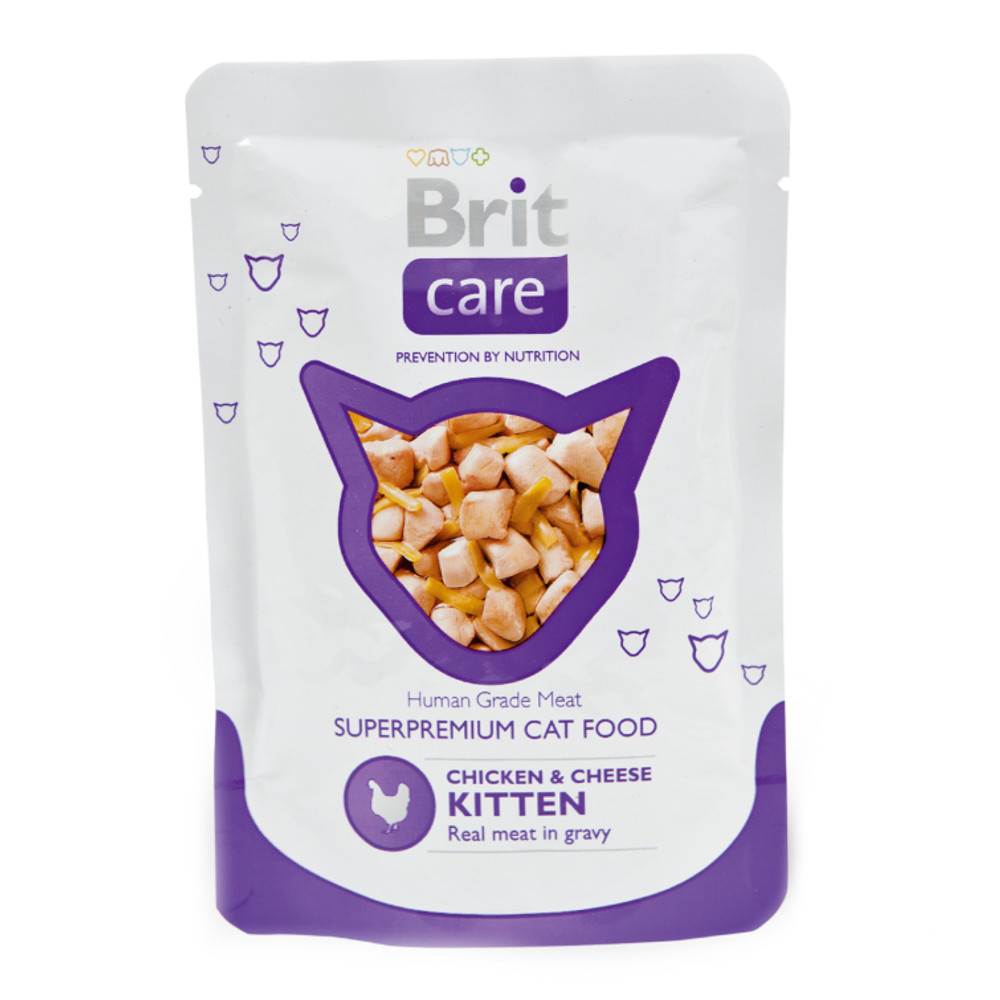 Brit
care
PREVENTION BY NUTRITION
Human Grade Meat
SUPERPREMIUM CAT FOOD
CHICKEN & CHEESE
KITTEN
Real meat in gravy